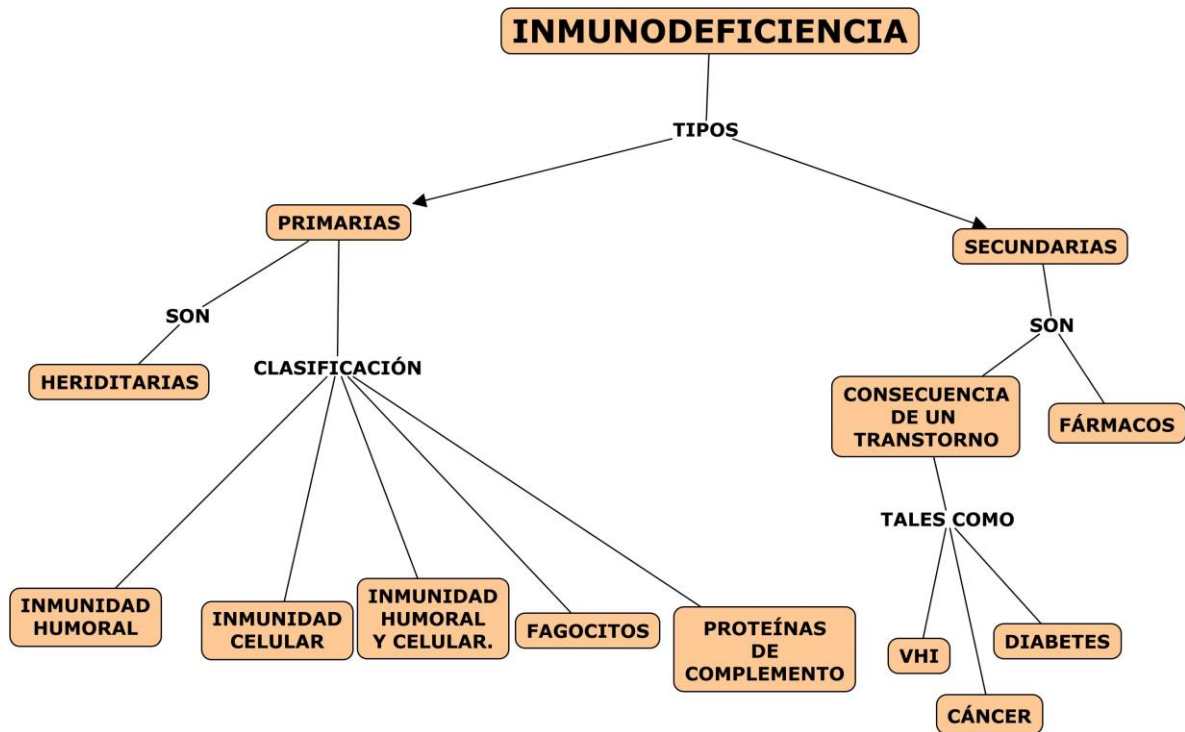 INMUNODEFICIENCIA
TIPOS
PRIMARIAS
SECUNDARIAS
SON
SON
HERIDITARIAS
CLASIFICACIÓN
CONSECUENCIA
DE UN
TRANSTORNO
FÁRMACOS
TALES COMO
INMUNIDAD
HUMORAL
INMUNIDAD
CELULAR
INMUNIDAD
HUMORAL
Y CELULAR.
FAGOCITOS
PROTEÍNAS
DE
COMPLEMENTO
VHI
DIABETES
CÁNCER